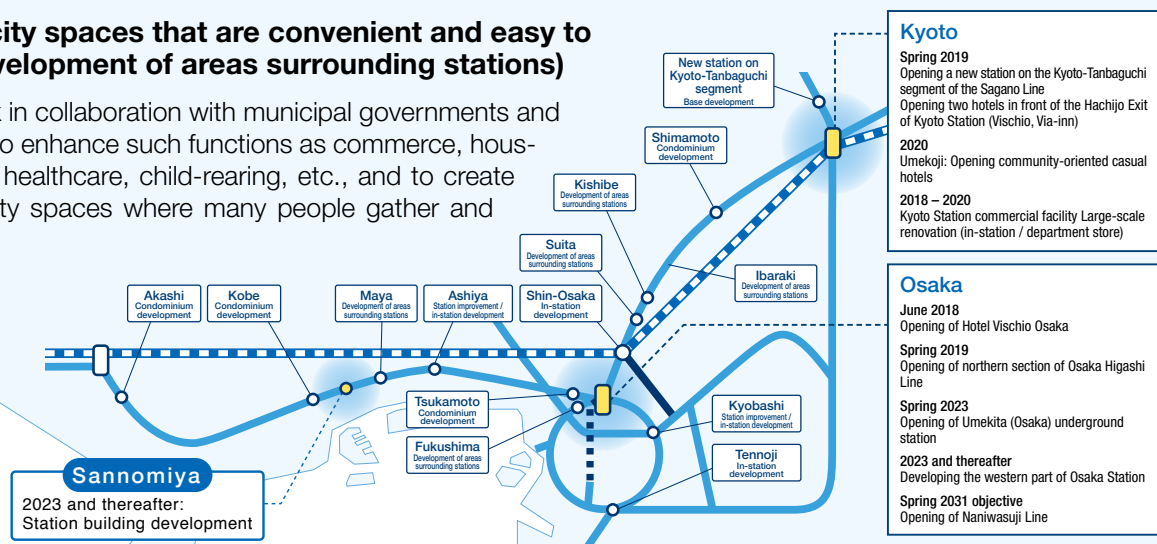 city spaces that are convenient and easy to
velopment of areas surrounding stations)
in collaboration with municipal governments and
o enhance such functions as commerce, hous-
healthcare, child-rearing, etc., and to create
ty spaces where many people gather and
New station on
Kyoto-Tanbaguchi
segment
Base development
Shimamoto
Condominium
development
Kishibe
Development of areas
surrounding stations
Suita
Development of areas
surrounding stations
Ibaraki
Development of areas
surrounding stations
Akashi
Condominium
development
Kobe
Condominium
development
Maya
Development of areas
surrounding stations
Ashiya
Station improvement /
in-station development
Shin-Osaka
In-station
development
Tsukamoto
Condominium
development
Fukushima
Development of areas
surrounding stations
Kyobashi
Station improvement /
in-station development
Tennoji
In-station
development
Sannomiya
2023 and thereafter:
Station building development
Kyoto
Spring 2019
Opening a new station on the Kyoto-Tanbaguchi
segment of the Sagano Line
Opening two hotels in front of the Hachijo Exit
of Kyoto Station (Vischio, Via-inn)
2020
Umekoji: Opening community-oriented casual
hotels
2018 – 2020
Kyoto Station commercial facility Large-scale
renovation (in-station / department store)
Osaka
June 2018
Opening of Hotel Vischio Osaka
Spring 2019
Opening of northern section of Osaka Higashi
Line
Spring 2023
Opening of Umekita (Osaka) underground
station
2023 and thereafter
Developing the western part of Osaka Station
Spring 2031 objective
Opening of Naniwasuji Line